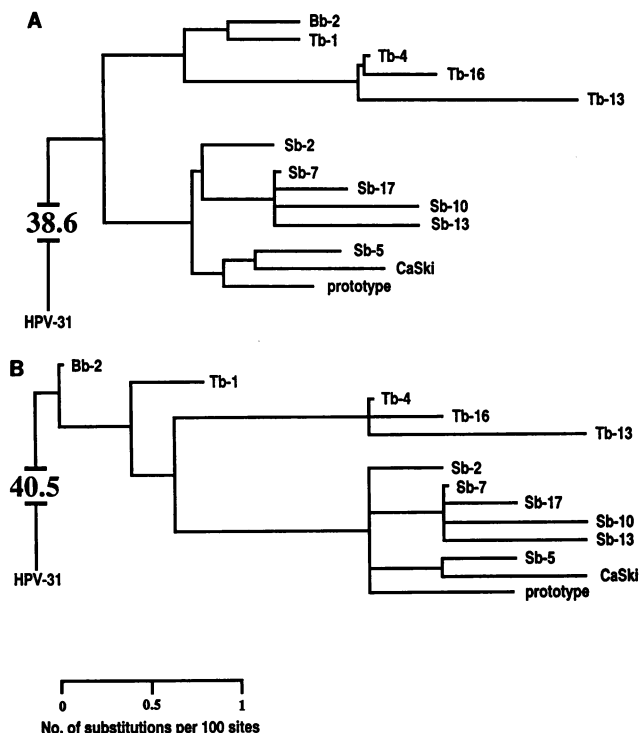 A
Bb-2
Tb-1
Tb-4
Tb-16
Tb-13
Sb-2
Sb-7
Sb-17
Sb-10
Sb-13
38.6
Sb-5
CaSki
prototype
HPV-31
B
Bb-2
Tb-1
Tb-4
Tb-16
Tb-13
Sb-2
40.5
Sb-7
Sb-17
Sb-10
Sb-13
Sb-5
CaSki
HPV-31
prototype
0 0.5 1
No. of substitutions per 100 sites